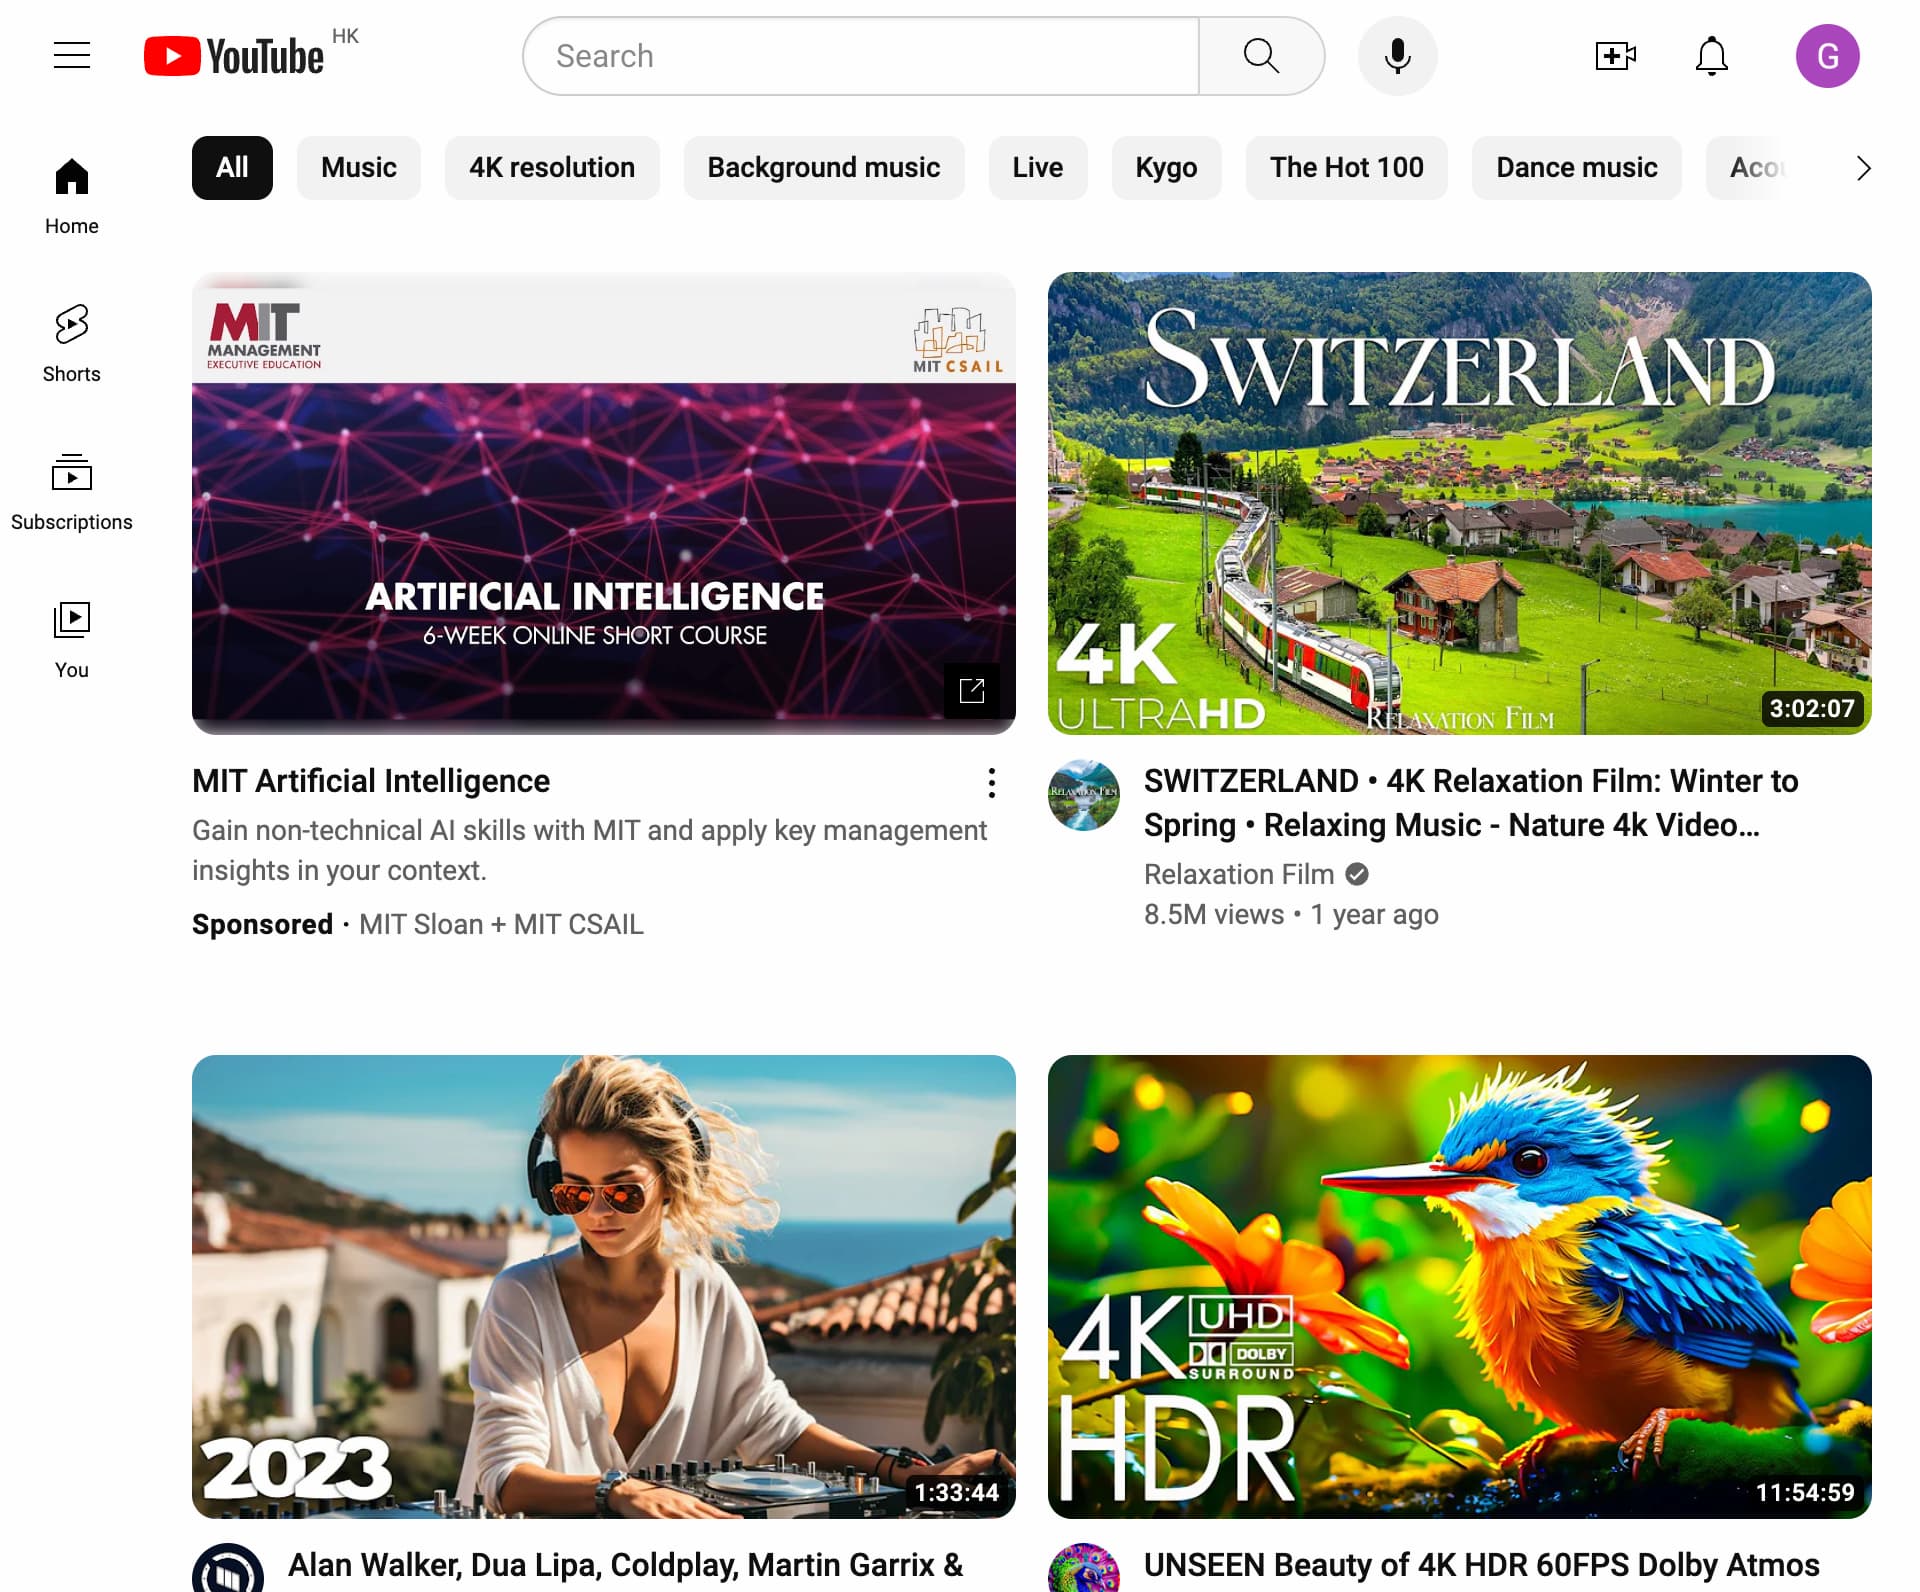 YouTube HK
Search
G
All
Music
4K resolution
Background music
Live
Kygo
The Hot 100
Dance music
Home
Shorts
Subscriptions
You
MIT
MANAGEMENT
EXECUTIVE EDUCATION
MIT CSAIL
ARTIFICIAL INTELLIGENCE
6-WEEK ONLINE SHORT COURSE
MIT Artificial Intelligence
Gain non-technical AI skills with MIT and apply key management
insights in your context.
Sponsored · MIT Sloan + MIT CSAIL
SWITZERLAND
4K
ULTRAHD
RELAXATION FILM
3:02:07
RELAXATION FILM
SWITZERLAND • 4K Relaxation Film: Winter to
Spring • Relaxing Music - Nature 4k Video...
Relaxation Film
8.5M views • 1 year ago
2023
1:33:44
Alan Walker, Dua Lipa, Coldplay, Martin Garrix &
4K UHD
DOLBY
SURROUND
HDR
11:54:59
UNSEEN Beauty of 4K HDR 60FPS Dolby Atmos